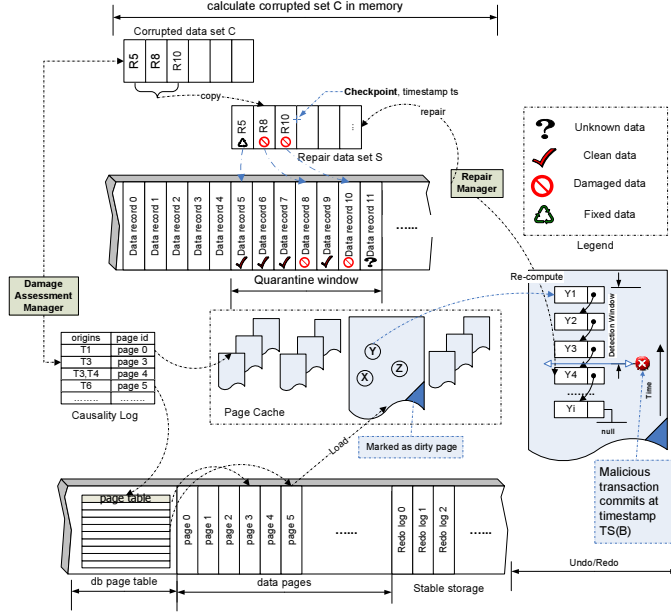 calculate corrupted set C in memory
Corrupted data set C
R5
R8
R10
copy
Checkpoint, timestamp ts
R5
R8
R10
...
repair
Repair data set S
Repair
Manager
?
Unknown data
Clean data
Damaged data
Fixed data
Legend
Data record 0
Data record 1
Data record 2
Data record 3
Data record 4
Data record 5
Data record 6
Data record 7
Data record 8
Data record 9
Data record 10
Data record 11
?
......
Quarantine window
Damage
Assessment
Manager
Re-compute
Y1
Y2
Y3
Y4
........
Yi
null
Detection Window
Time
origins
page id
T1
page 0
T3
page 3
T3,T4
page 4
T6
page 5
........
........
Causality Log
Y
X
Z
Page Cache
Load
Marked as dirty page
Malicious
transaction
commits at
timestamp
TS(B)
page table
page 0
page 1
page 2
page 3
page 4
page 5
......
Redo log 0
Redo log 1
Redo log 2
......
db page table
data pages
Stable storage
Undo/Redo